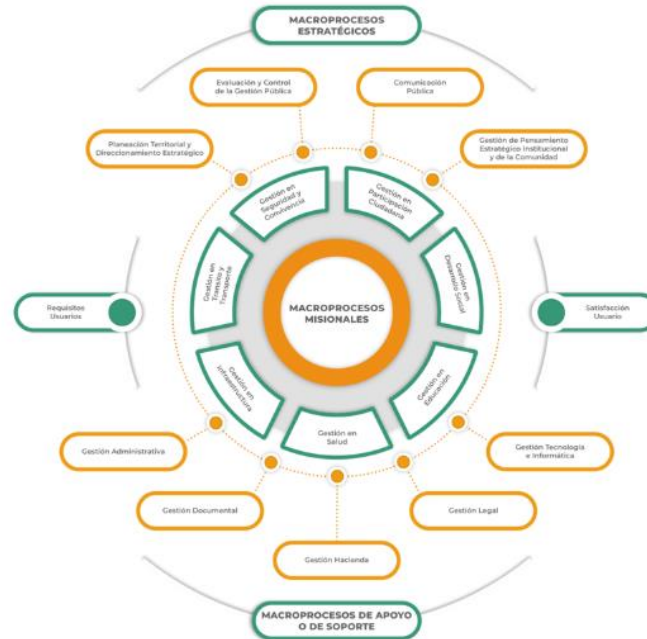 MACROPROCESOS
ESTRATÉGICOS
Evaluación y Control
de la Gestión Pública
Comunicación
Pública
Planeación Territorial y
Direccionamiento Estratégico
Gestión de Pensamiento
Estratégico Institucional
y de la Comunidad
Gestión en
Seguridad y
Convivencia
Gestión en
Participación
Ciudadana
Gestión en
Transito y
Transporte
Gestión en
Desarrollo Social
Requisitos
Usuarios
MACROPROCESOS
MISIONALES
Satisfacción
Usuario
Gestión en
Infraestructura
Gestión en
Salud
Gestión en
Educación
Gestión Administrativa
Gestión Tecnología
e Informática
Gestión Documental
Gestión Legal
Gestión Hacienda
MACROPROCESOS DE APOYO
O DE SOPORTE